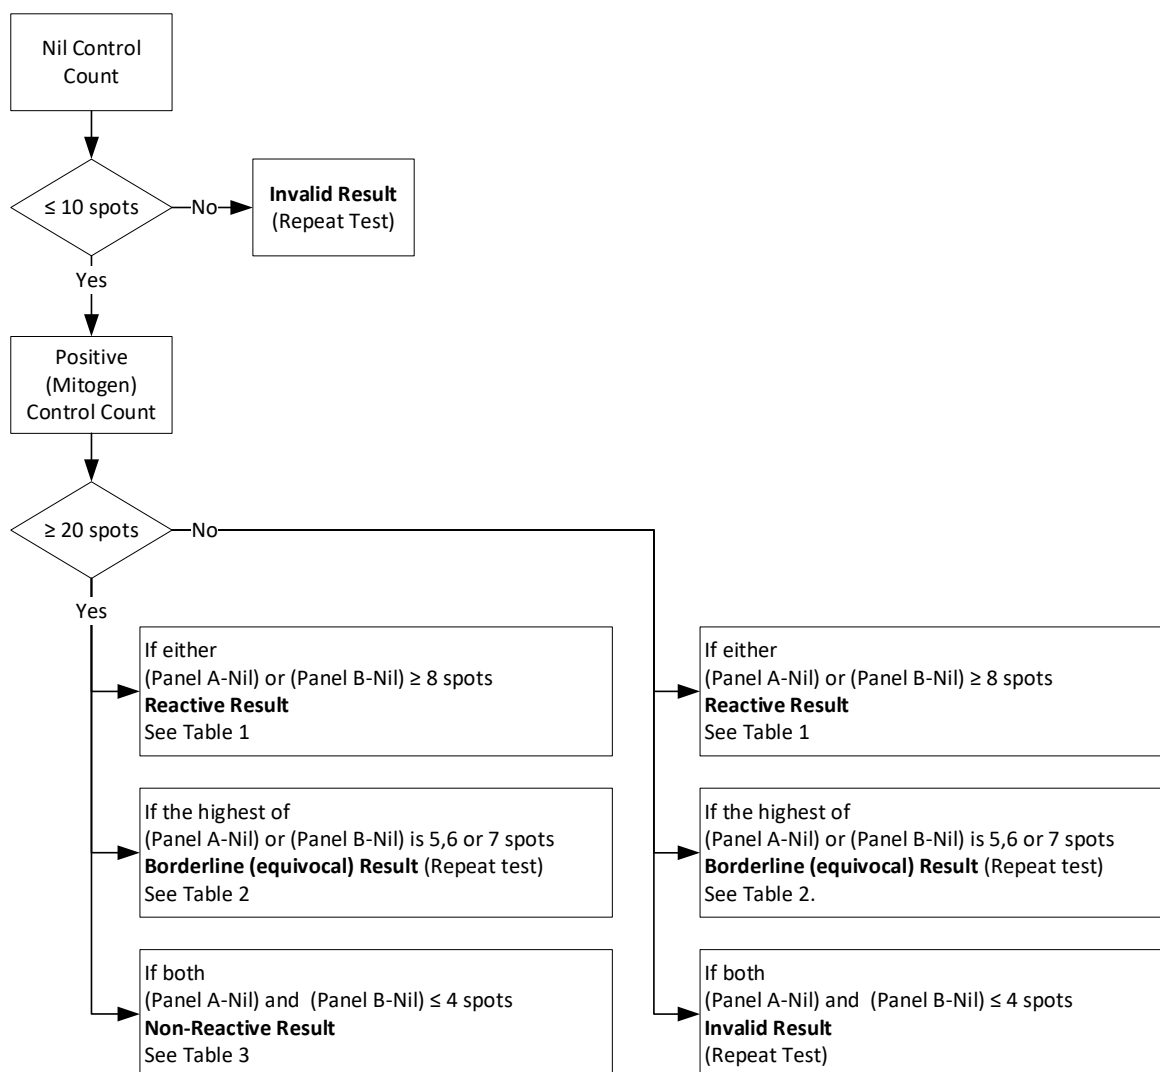 Nil Control
Count
≤ 10 spots
No
Invalid Result
(Repeat Test)
Yes
Positive
(Mitogen)
Control Count
≥ 20 spots
No
Yes
If either
(Panel A-Nil) or (Panel B-Nil) ≥ 8 spots
Reactive Result
See Table 1
If either
(Panel A-Nil) or (Panel B-Nil) ≥ 8 spots
Reactive Result
See Table 1
If the highest of
(Panel A-Nil) or (Panel B-Nil) is 5,6 or 7 spots
Borderline (equivocal) Result (Repeat test)
See Table 2
If the highest of
(Panel A-Nil) or (Panel B-Nil) is 5,6 or 7 spots
Borderline (equivocal) Result (Repeat test)
See Table 2.
If both
(Panel A-Nil) and (Panel B-Nil) ≤ 4 spots
Non-Reactive Result
See Table 3
If both
(Panel A-Nil) and (Panel B-Nil) ≤ 4 spots
Invalid Result
(Repeat Test)